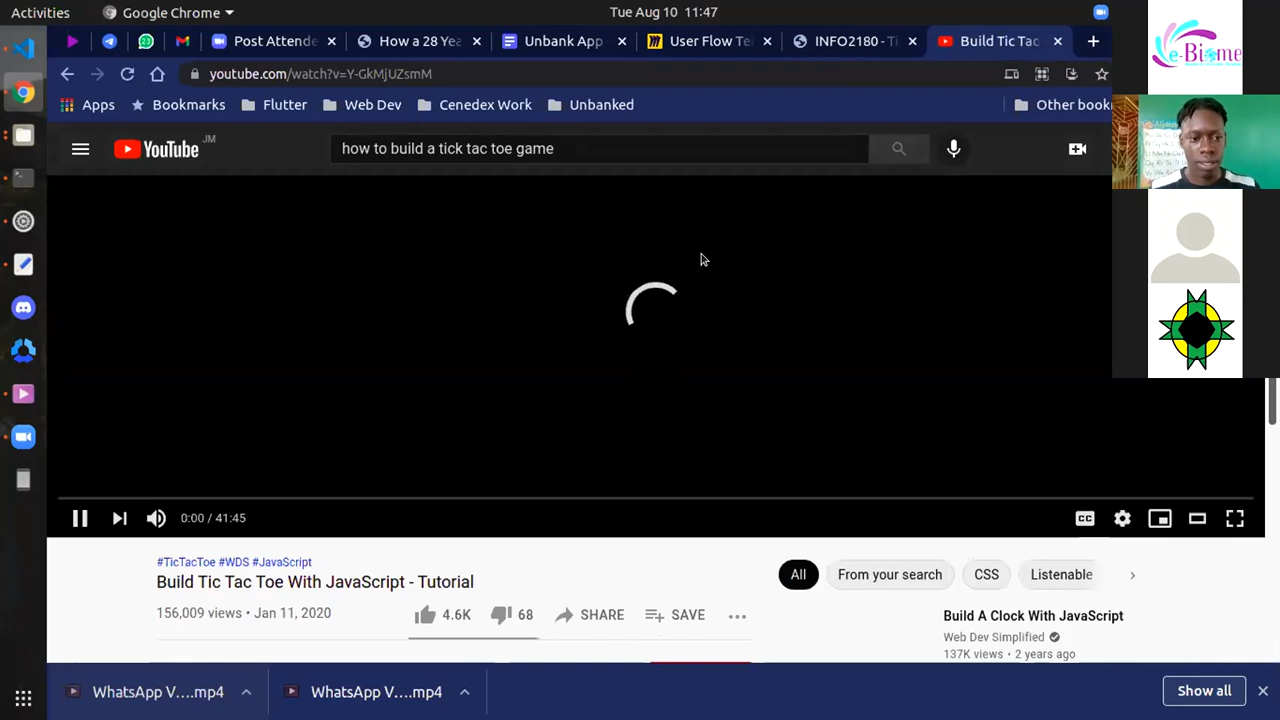 Activities Google Chrome Tue Aug 10 11:47
Post Attende How a 28 Yea Unbank App User Flow Te INFO2180 - Ti Build Tic Tac
youtube.com/watch?v=Y-GkMjUZsmM
Apps Bookmarks Flutter Web Dev Cenedex Work Unbanked Other book
YouTube JM how to build a tick tac toe game
e-Biome
23
0:00 / 41:45
CC
#TicTacToe #WDS #JavaScript
Build Tic Tac Toe With JavaScript - Tutorial
156,009 views • Jan 11, 2020 4.6K 68 SHARE SAVE
All From your search CSS Listenable
Build A Clock With JavaScript
Web Dev Simplified
137K views • 2 years ago
WhatsApp V....mp4 WhatsApp V....mp4 Show all